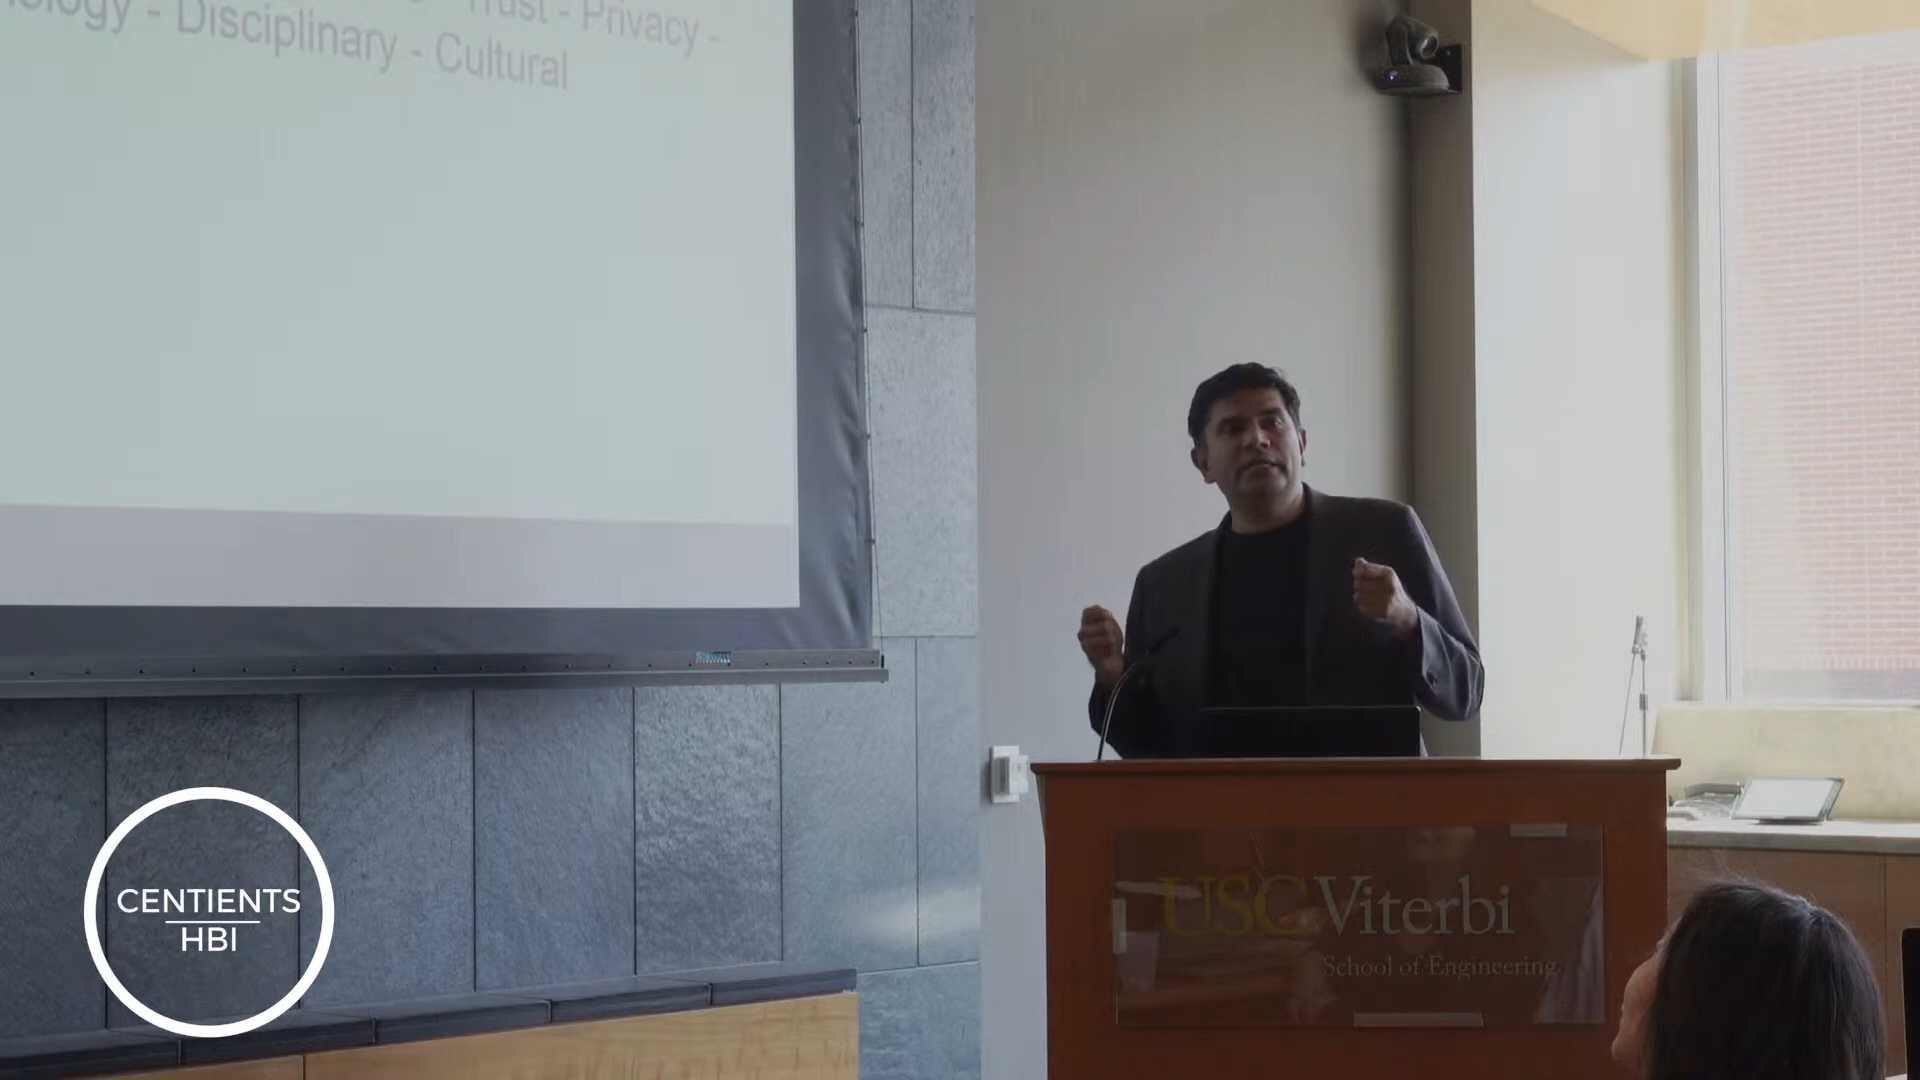 Trust - Privacy -
- Disciplinary - Cultural
CENTIENTS
HBI
USC Viterbi
School of Engineering